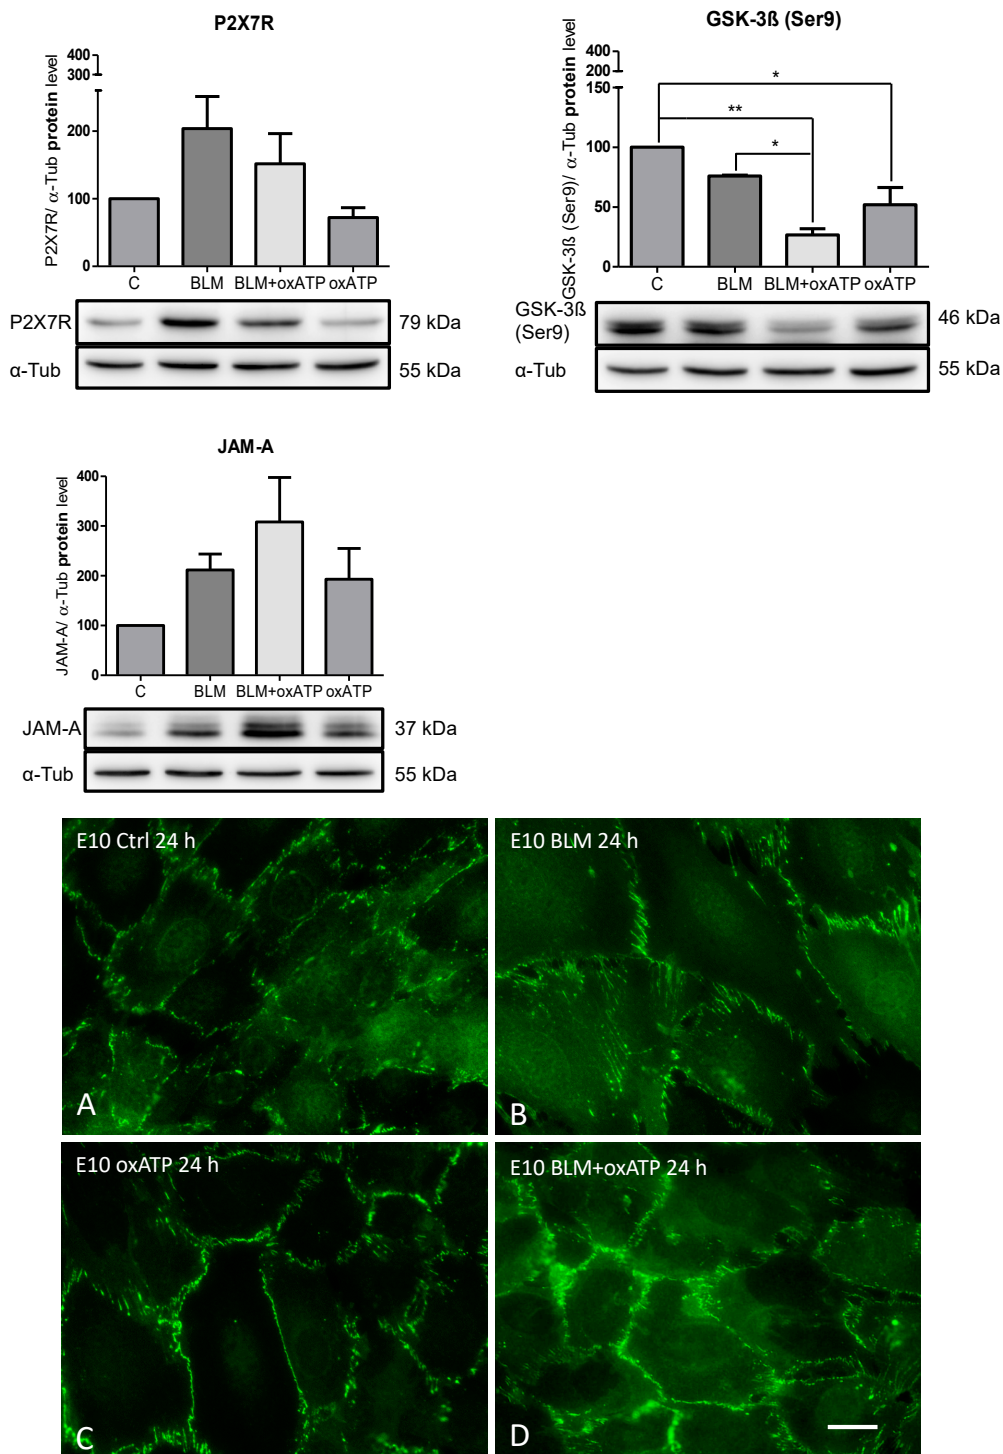 P2X7R
P2X7R/ α-Tub protein level
400
300
200
100
0
C BLM BLM+oxATP oxATP
P2X7R 79 kDa
α-Tub 55 kDa
GSK-3ß (Ser9)
GSK-3ß (Ser9)/ α-Tub protein level
400
200
150
100
50
0
*
**
*
C BLM BLM+oxATP oxATP
GSK-3ß
(Ser9)
46 kDa
α-Tub 55 kDa
JAM-A
JAM-A/ α-Tub protein level
400
300
200
100
0
C BLM BLM+oxATP oxATP
JAM-A 37 kDa
α-Tub 55 kDa
E10 Ctrl 24 h
A
E10 BLM 24 h
B
E10 oxATP 24 h
C
E10 BLM+oxATP 24 h
D